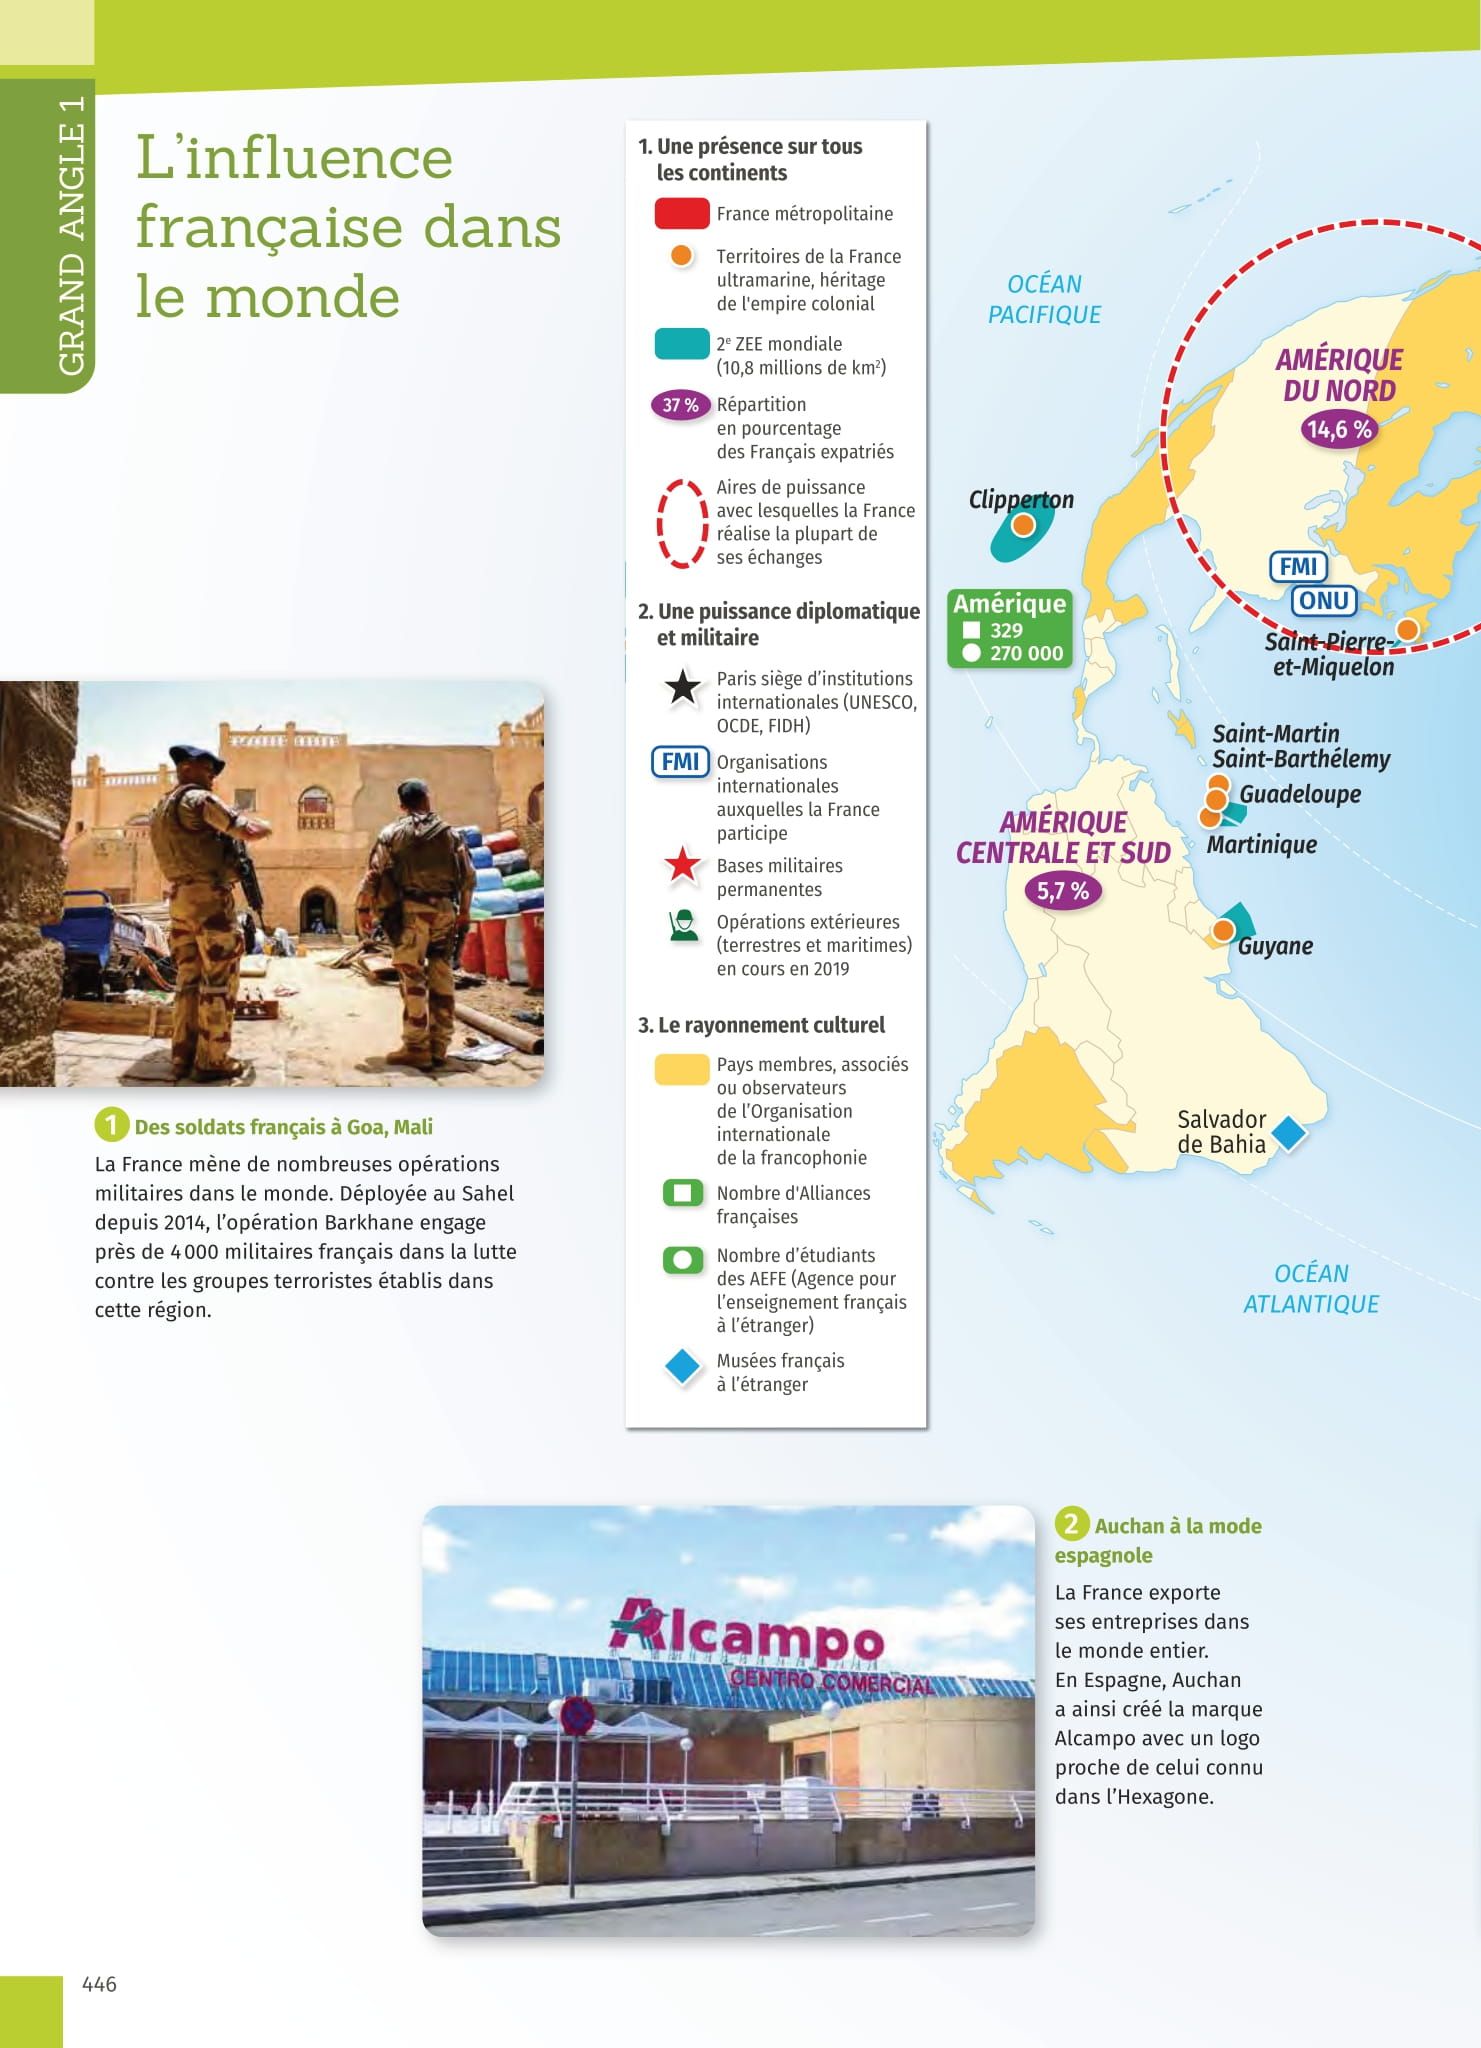 GRAND ANGLE 1
L'influence
française dans
le monde
1. Une présence sur tous
les continents
France métropolitaine
Territoires de la France
ultramarine, héritage
de l'empire colonial
2e ZEE mondiale
(10,8 millions de km²)
37 %
Répartition
en pourcentage
des Français expatriés
Aires de puissance
avec lesquelles la France
réalise la plupart de
ses échanges
2. Une puissance diplomatique
et militaire
Paris siège d'institutions
internationales (UNESCO,
OCDE, FIDH)
FMI
Organisations
internationales
auxquelles la France
participe
Bases militaires
permanentes
Opérations extérieures
(terrestres et maritimes)
en cours en 2019
3. Le rayonnement culturel
Pays membres, associés
ou observateurs
de l'Organisation
internationale
de la francophonie
Nombre d'Alliances
françaises
Nombre d'étudiants
des AEFE (Agence pour
l'enseignement français
à l'étranger)
Musées français
à l'étranger
OCÉAN
PACIFIQUE
AMÉRIQUE
DU NORD
14,6 %
Clipperton
FMI
ONU
Amérique
329
270 000
Saint-Pierre-
et-Miquelon
Saint-Martin
Saint-Barthélemy
Guadeloupe
Martinique
AMÉRIQUE
CENTRALE ET SUD
5,7 %
Guyane
Salvador
de Bahia
OCÉAN
ATLANTIQUE
1 Des soldats français à Goa, Mali
La France mène de nombreuses opérations
militaires dans le monde. Déployée au Sahel
depuis 2014, l'opération Barkhane engage
près de 4 000 militaires français dans la lutte
contre les groupes terroristes établis dans
cette région.
Alcampo
CENTRO COMERCIAL
2 Auchan à la mode
espagnole
La France exporte
ses entreprises dans
le monde entier.
En Espagne, Auchan
a ainsi créé la marque
Alcampo avec un logo
proche de celui connu
dans l'Hexagone.
446